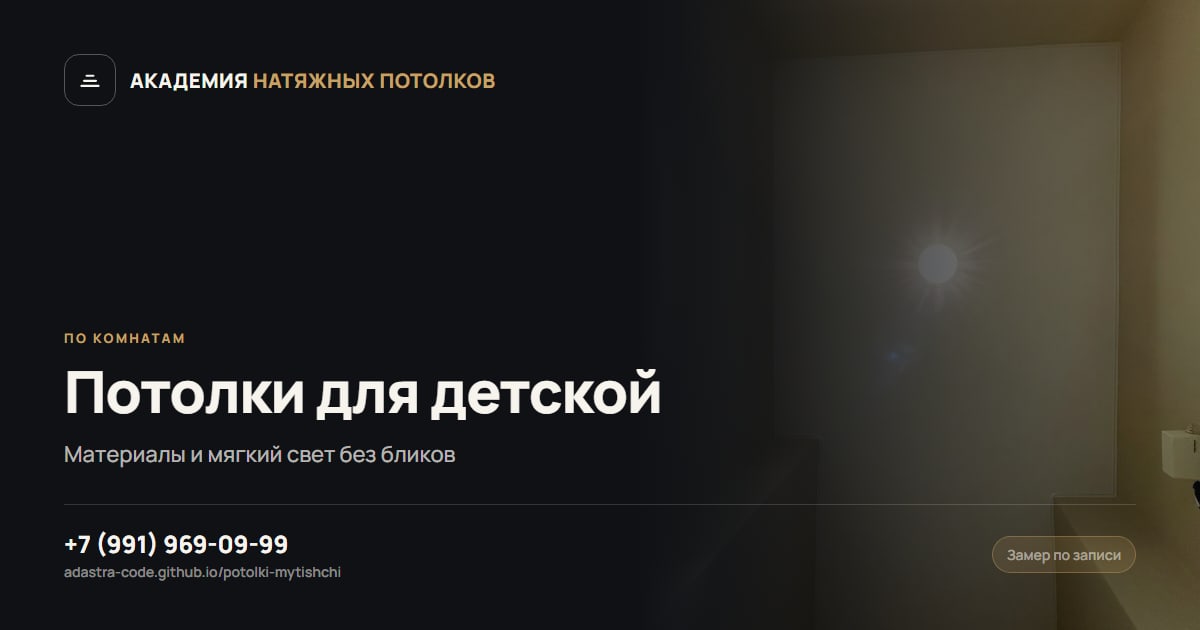 АКАДЕМИЯ НАТЯЖНЫХ ПОТОЛКОВ
ПО КОМНАТАМ
Потолки для детской
Материалы и мягкий свет без бликов
+7 (991) 969-09-99
adastra-code.github.io/potolki-mytishchi
Замер по записи